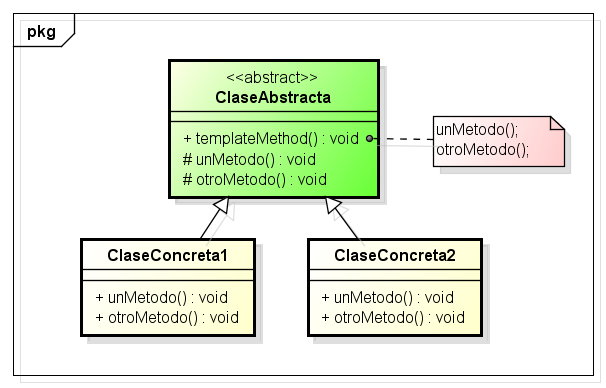 pkg
<<abstract>>
ClaseAbstracta
+ templateMethod() : void
# unMetodo() : void
# otroMetodo() : void
unMetodo();
otroMetodo();
ClaseConcreta1
+ unMetodo() : void
+ otroMetodo() : void
ClaseConcreta2
+ unMetodo() : void
+ otroMetodo() : void